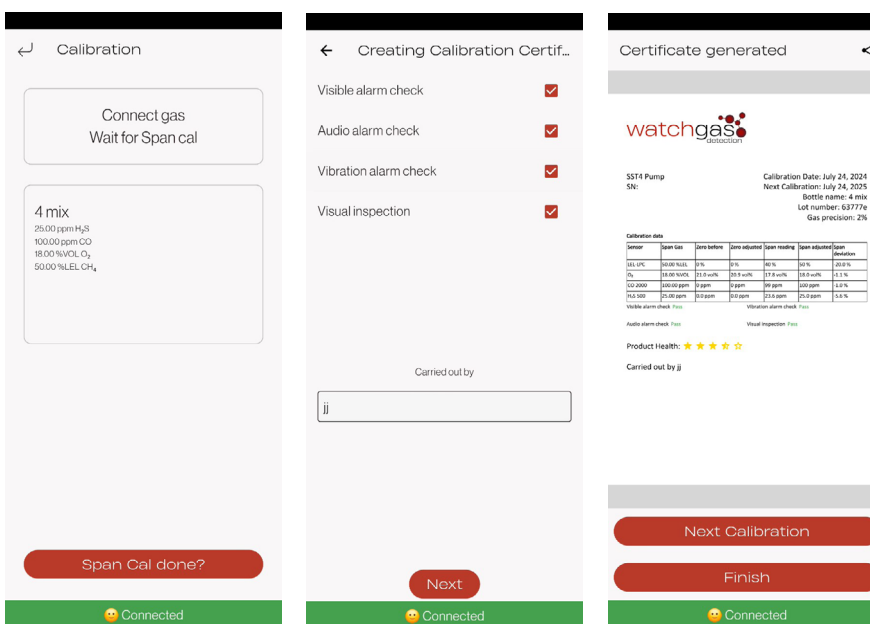 Calibration
Connect gas
Wait for Span cal
4 mix
25.00 ppm H₂S
100.00 ppm CO
18.00 %VOL O₂
50.00 %LEL CH₄
Span Cal done?
Connected
Creating Calibration Certif...
Visible alarm check
Audio alarm check
Vibration alarm check
Visual inspection
Carried out by
jj
Next
Connected
Certificate generated
watchgas
detection
SST4 Pump
SN:
Calibration Date: July 24, 2024
Next Calibration: July 24, 2025
Bottle name: 4 mix
Lot number: 63777e
Gas precision: 2%
Calibration data
Sensor Span Gas Zero before Zero adjusted Span reading Span adjusted Span deviation
LEL-LPC 50.00 %LEL 0 % 0 % 40 % 50 % -20.0 %
O₂ 18.00 %VOL 21.0 vol% 20.9 vol% 17.8 vol% 18.0 vol% -1.1 %
CO 2000 100.00 ppm 0 ppm 0 ppm 99 ppm 100 ppm -1.0 %
H₂S 500 25.00 ppm 0.0 ppm 0.0 ppm 23.6 ppm 25.0 ppm -5.6 %
Visible alarm check Pass Vibration alarm check Pass
Audio alarm check Pass Visual Inspection Pass
Product Health:
Carried out by jj
Next Calibration
Finish
Connected